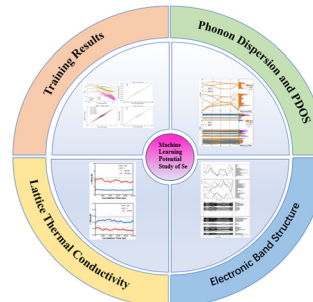 Training Results
Phonon Dispersion and PDOS
Machine
Learning
Potential
Study of Se
Lattice Thermal Conductivity
Electronic Band Structure